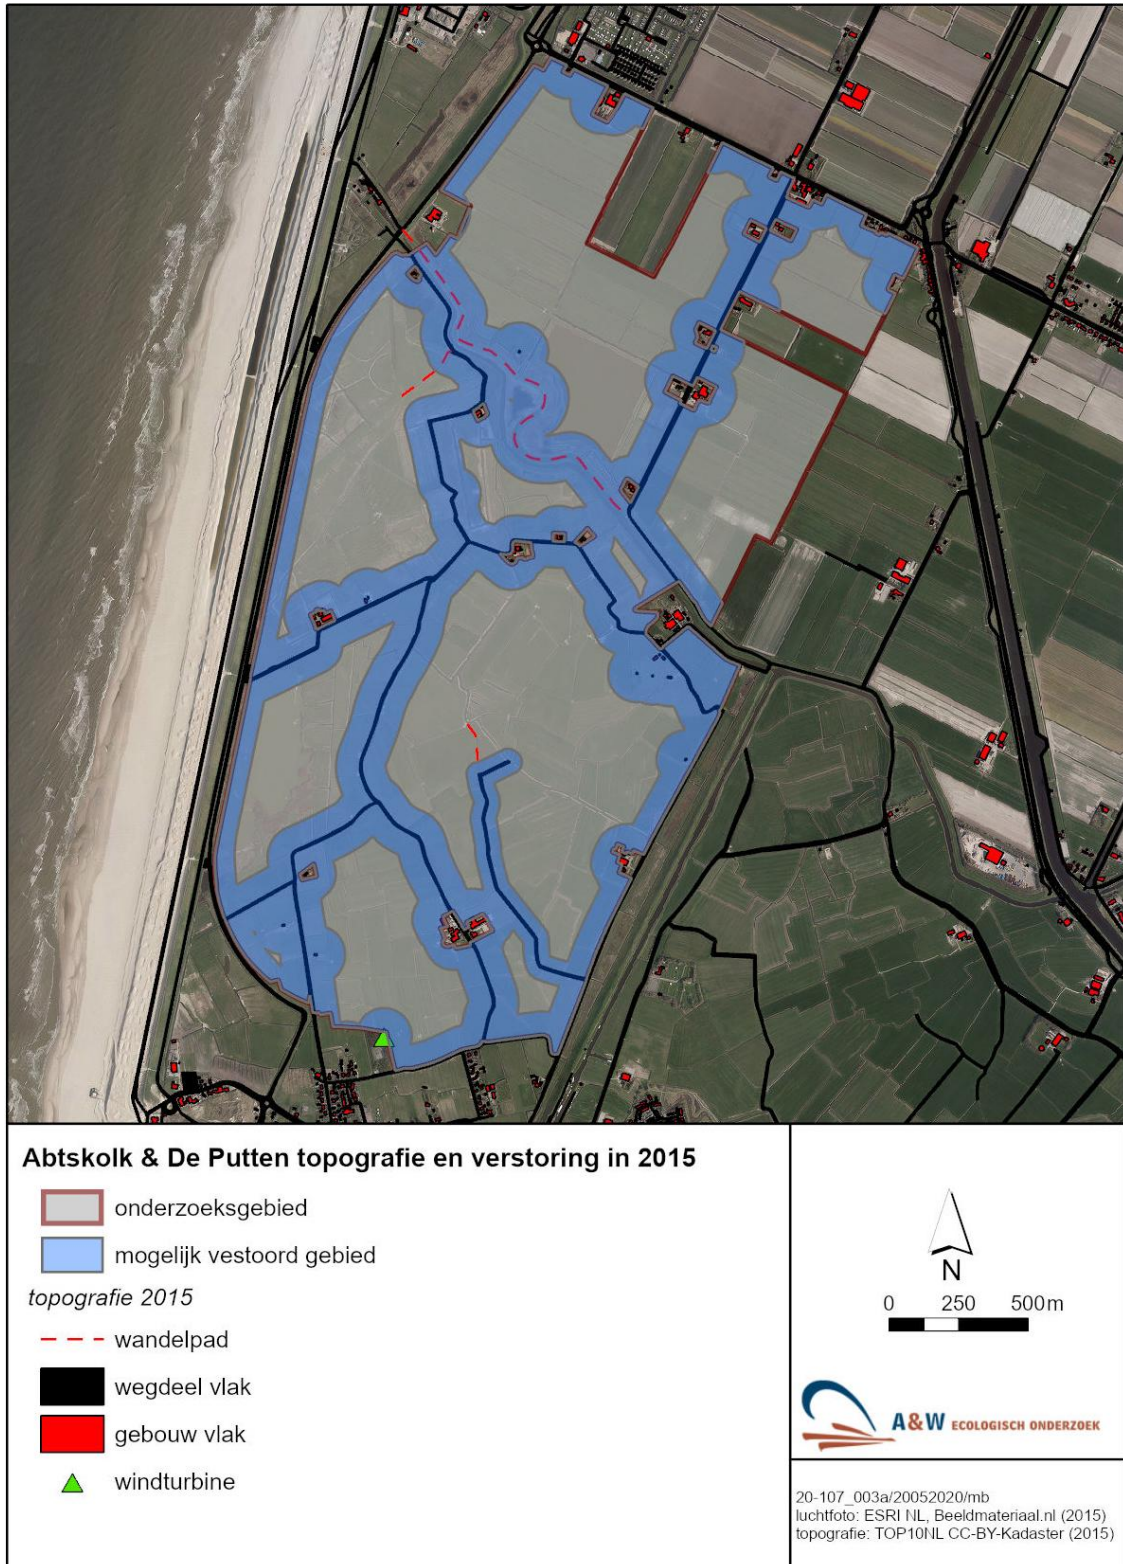 Abtskolk & De Putten topografie en verstoring in 2015
onderzoeksgebied
mogelijk vestoord gebied
topografie 2015
wandelpad
wegdeel vlak
gebouw vlak
windturbine
N
0 250 500m
A&W ECOLOGISCH ONDERZOEK
20-107_003a/20052020/mb
luchtfoto: ESRI NL, Beeldmateriaal.nl (2015)
topografie: TOP10NL CC-BY-Kadaster (2015)